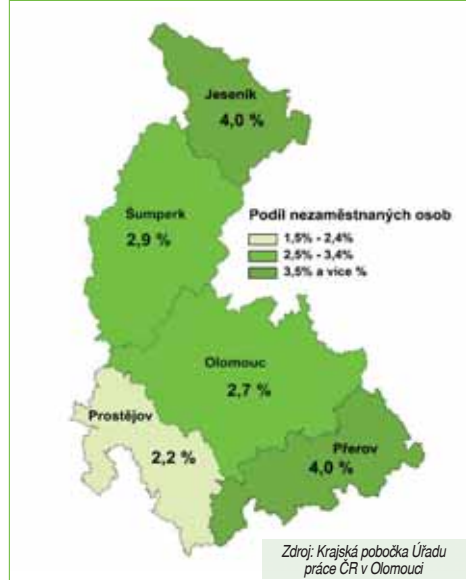 Jeseník
4,0 %
Šumperk
2,9 %
Podíl nezaměstnaných osob
1,5% - 2,4%
2,5% - 3,4%
3,5% a více %
Olomouc
2,7 %
Prostějov
2,2 %
Přerov
4,0 %
Zdroj: Krajská pobočka Úřadu
práce ČR v Olomouci